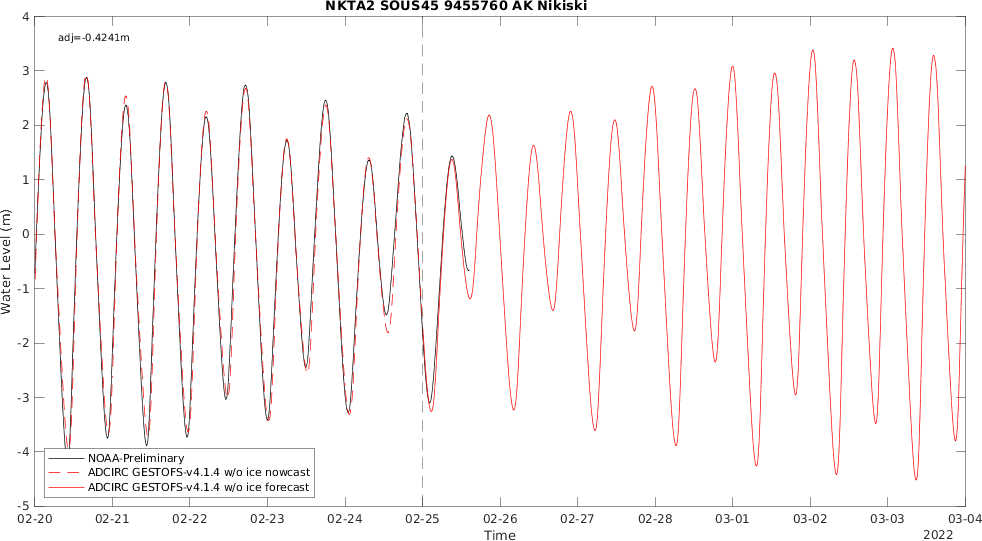 NKTA2 SOUS45 9455760 AK Nikiski
adj=-0.4241m
4
3
2
1
0
-1
-2
-3
-4
-5
Water Level (m)
NOAA-Preliminary
ADCIRC GESTOFS-v4.1.4 w/o ice nowcast
ADCIRC GESTOFS-v4.1.4 w/o ice forecast
02-20 02-21 02-22 02-23 02-24 02-25 02-26 02-27 02-28 03-01 03-02 03-03 03-04
Time
2022